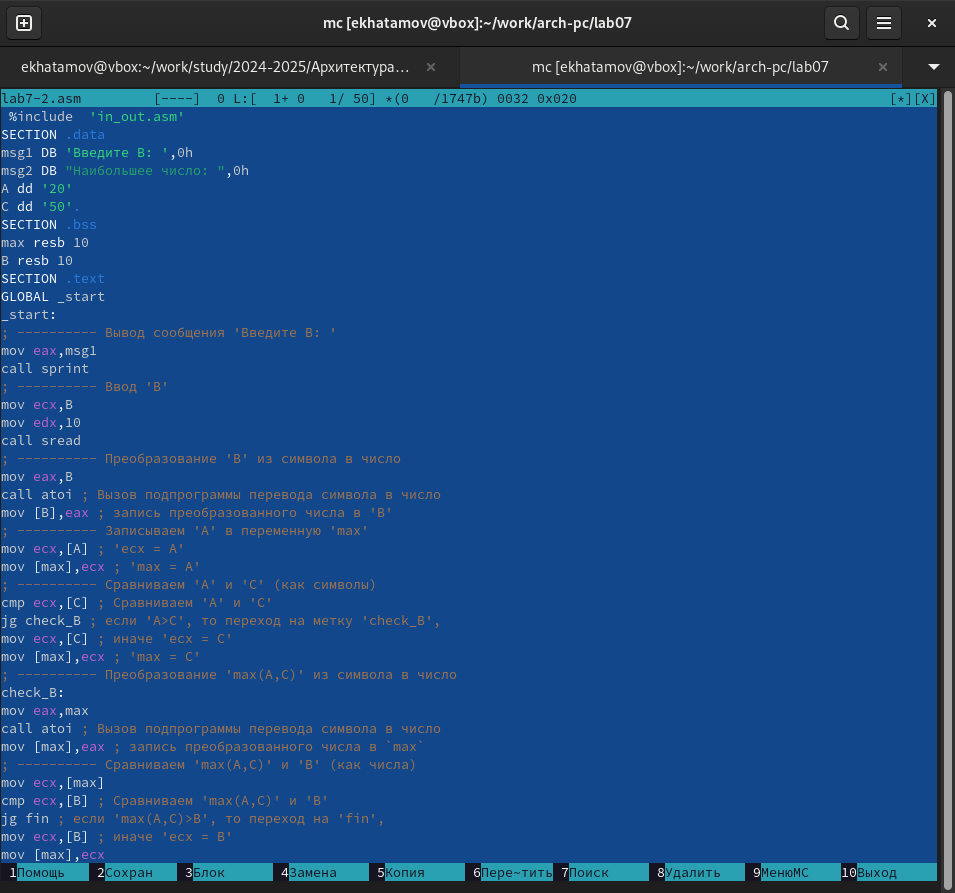 mc [ekhatamov@vbox]:~/work/arch-pc/lab07
ekhatamov@vbox:~/work/study/2024-2025/Архитектура...
mc [ekhatamov@vbox]:~/work/arch-pc/lab07
lab7-2.asm [----] 0 L:[ 1+ 0 1/ 50] *(0 /1747b) 0032 0x020 [*][X]
%include 'in_out.asm'
SECTION .data
msg1 DB 'Введите B: ',0h
msg2 DB "Наибольшее число: ",0h
A dd '20'
C dd '50'.
SECTION .bss
max resb 10
B resb 10
SECTION .text
GLOBAL _start
_start:
; ---------- Вывод сообщения 'Введите B: '
mov eax,msg1
call sprint
; ---------- Ввод 'B'
mov ecx,B
mov edx,10
call sread
; ---------- Преобразование 'B' из символа в число
mov eax,B
call atoi ; Вызов подпрограммы перевода символа в число
mov [B],eax ; запись преобразованного числа в 'B'
; ---------- Записываем 'A' в переменную 'max'
mov ecx,[A] ; 'ecx = A'
mov [max],ecx ; 'max = A'
; ---------- Сравниваем 'A' и 'С' (как символы)
cmp ecx,[C] ; Сравниваем 'A' и 'С'
jg check_B ; если 'A>C', то переход на метку 'check_B',
mov ecx,[C] ; иначе 'ecx = C'
mov [max],ecx ; 'max = C'
; ---------- Преобразование 'max(A,C)' из символа в число
check_B:
mov eax,max
call atoi ; Вызов подпрограммы перевода символа в число
mov [max],eax ; запись преобразованного числа в `max`
; ---------- Сравниваем 'max(A,C)' и 'B' (как числа)
mov ecx,[max]
cmp ecx,[B] ; Сравниваем 'max(A,C)' и 'B'
jg fin ; если 'max(A,C)>B', то переход на 'fin',
mov ecx,[B] ; иначе 'ecx = B'
mov [max],ecx
1Помощь 2Сохран 3Блок 4Замена 5Копия 6Пере~тить 7Поиск 8Удалить 9МенюMC 10Выход